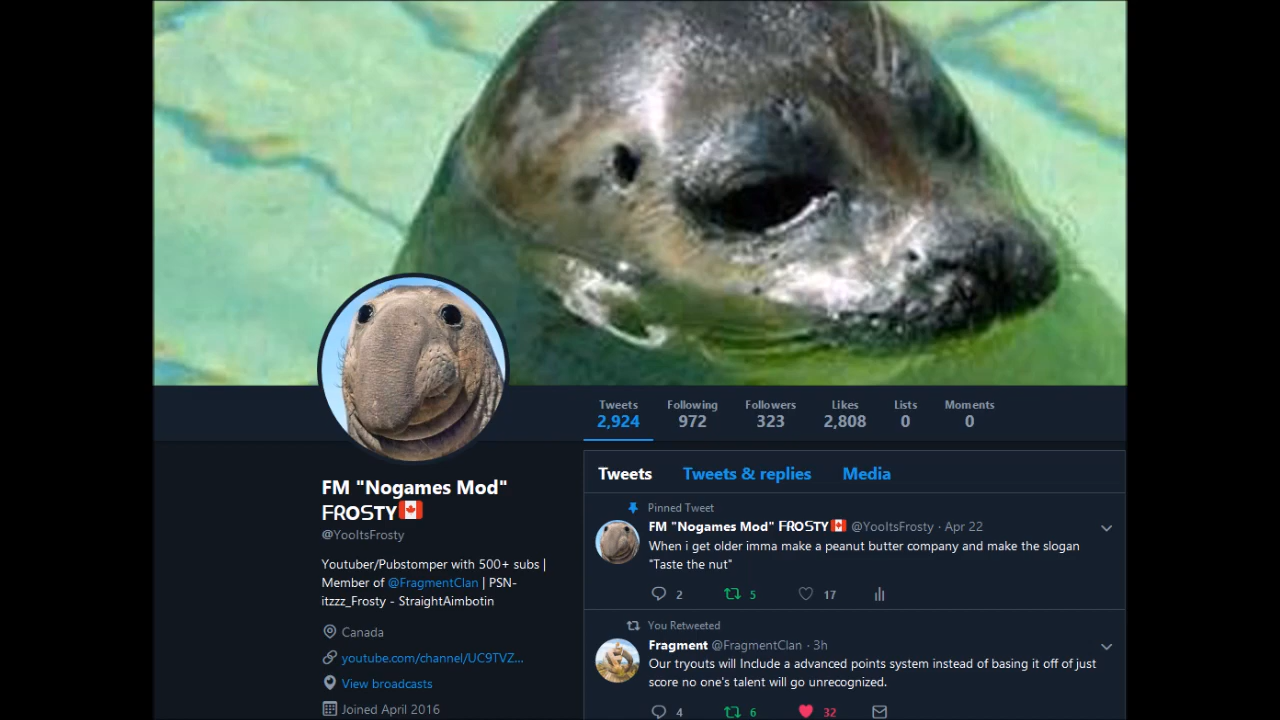 Tweets Following Followers Likes Lists Moments
2,924 972 323 2,808 0 0
Tweets Tweets & replies Media
FM "Nogames Mod"
FROSTY🇨🇦
@YooItsFrosty
Youtuber/Pubstomper with 500+ subs |
Member of @FragmentClan | PSN-
itzzz_Frosty - StraightAimbotin
Canada
youtube.com/channel/UC9TVZ...
View broadcasts
Joined April 2016
Pinned Tweet
FM "Nogames Mod" FROSTY🇨🇦 @YooItsFrosty · Apr 22
When i get older imma make a peanut butter company and make the slogan
"Taste the nut"
2 5 17
You Retweeted
Fragment @FragmentClan · 3h
Our tryouts will Include a advanced points system instead of basing it off of just
score no one's talent will go unrecognized.
4 6 32